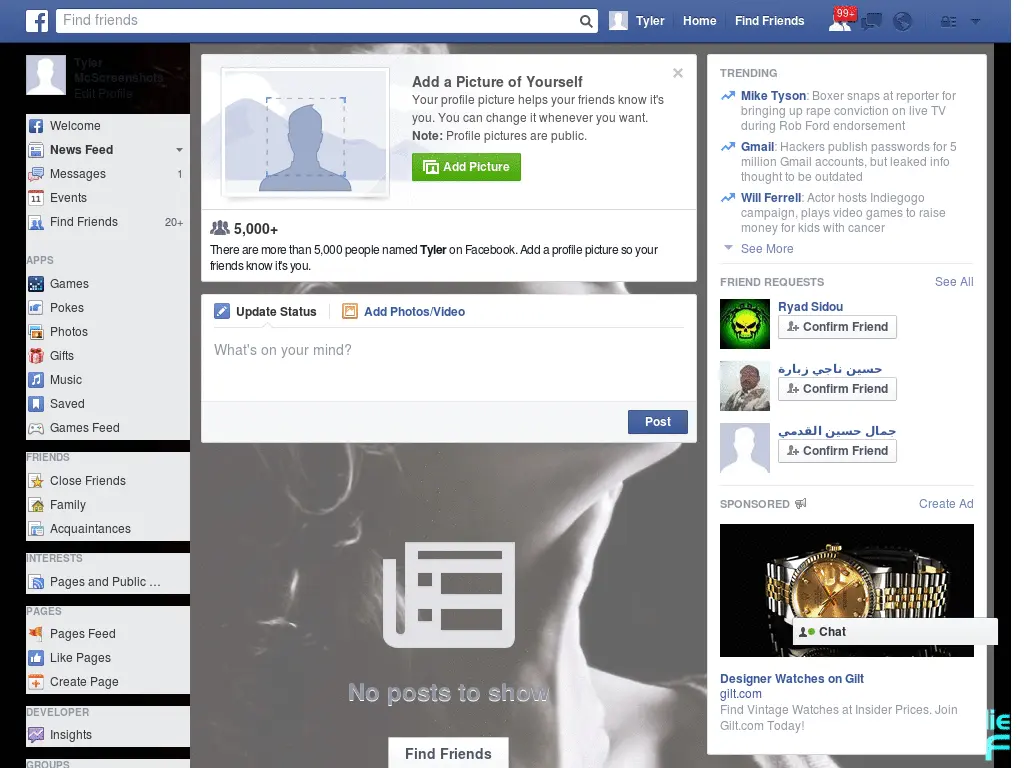 Find friends
Tyler
Home
Find Friends
99+
Tyler
McScreenshots
Edit Profile
Welcome
News Feed
Messages 1
Events
Find Friends 20+
APPS
Games
Pokes
Photos
Gifts
Music
Saved
Games Feed
FRIENDS
Close Friends
Family
Acquaintances
INTERESTS
Pages and Public ...
PAGES
Pages Feed
Like Pages
Create Page
DEVELOPER
Insights
GROUPS
Add a Picture of Yourself
Your profile picture helps your friends know it's
you. You can change it whenever you want.
Note: Profile pictures are public.
Add Picture
5,000+
There are more than 5,000 people named Tyler on Facebook. Add a profile picture so your
friends know it's you.
Update Status
Add Photos/Video
What's on your mind?
Post
No posts to show
Find Friends
TRENDING
Mike Tyson: Boxer snaps at reporter for
bringing up rape conviction on live TV
during Rob Ford endorsement
Gmail: Hackers publish passwords for 5
million Gmail accounts, but leaked info
thought to be outdated
Will Ferrell: Actor hosts Indiegogo
campaign, plays video games to raise
money for kids with cancer
See More
FRIEND REQUESTS See All
Ryad Sidou
Confirm Friend
حسين ناجي زبارة
Confirm Friend
جمال حسين القدمي
Confirm Friend
SPONSORED Create Ad
Chat
Designer Watches on Gilt
gilt.com
Find Vintage Watches at Insider Prices. Join
Gilt.com Today!